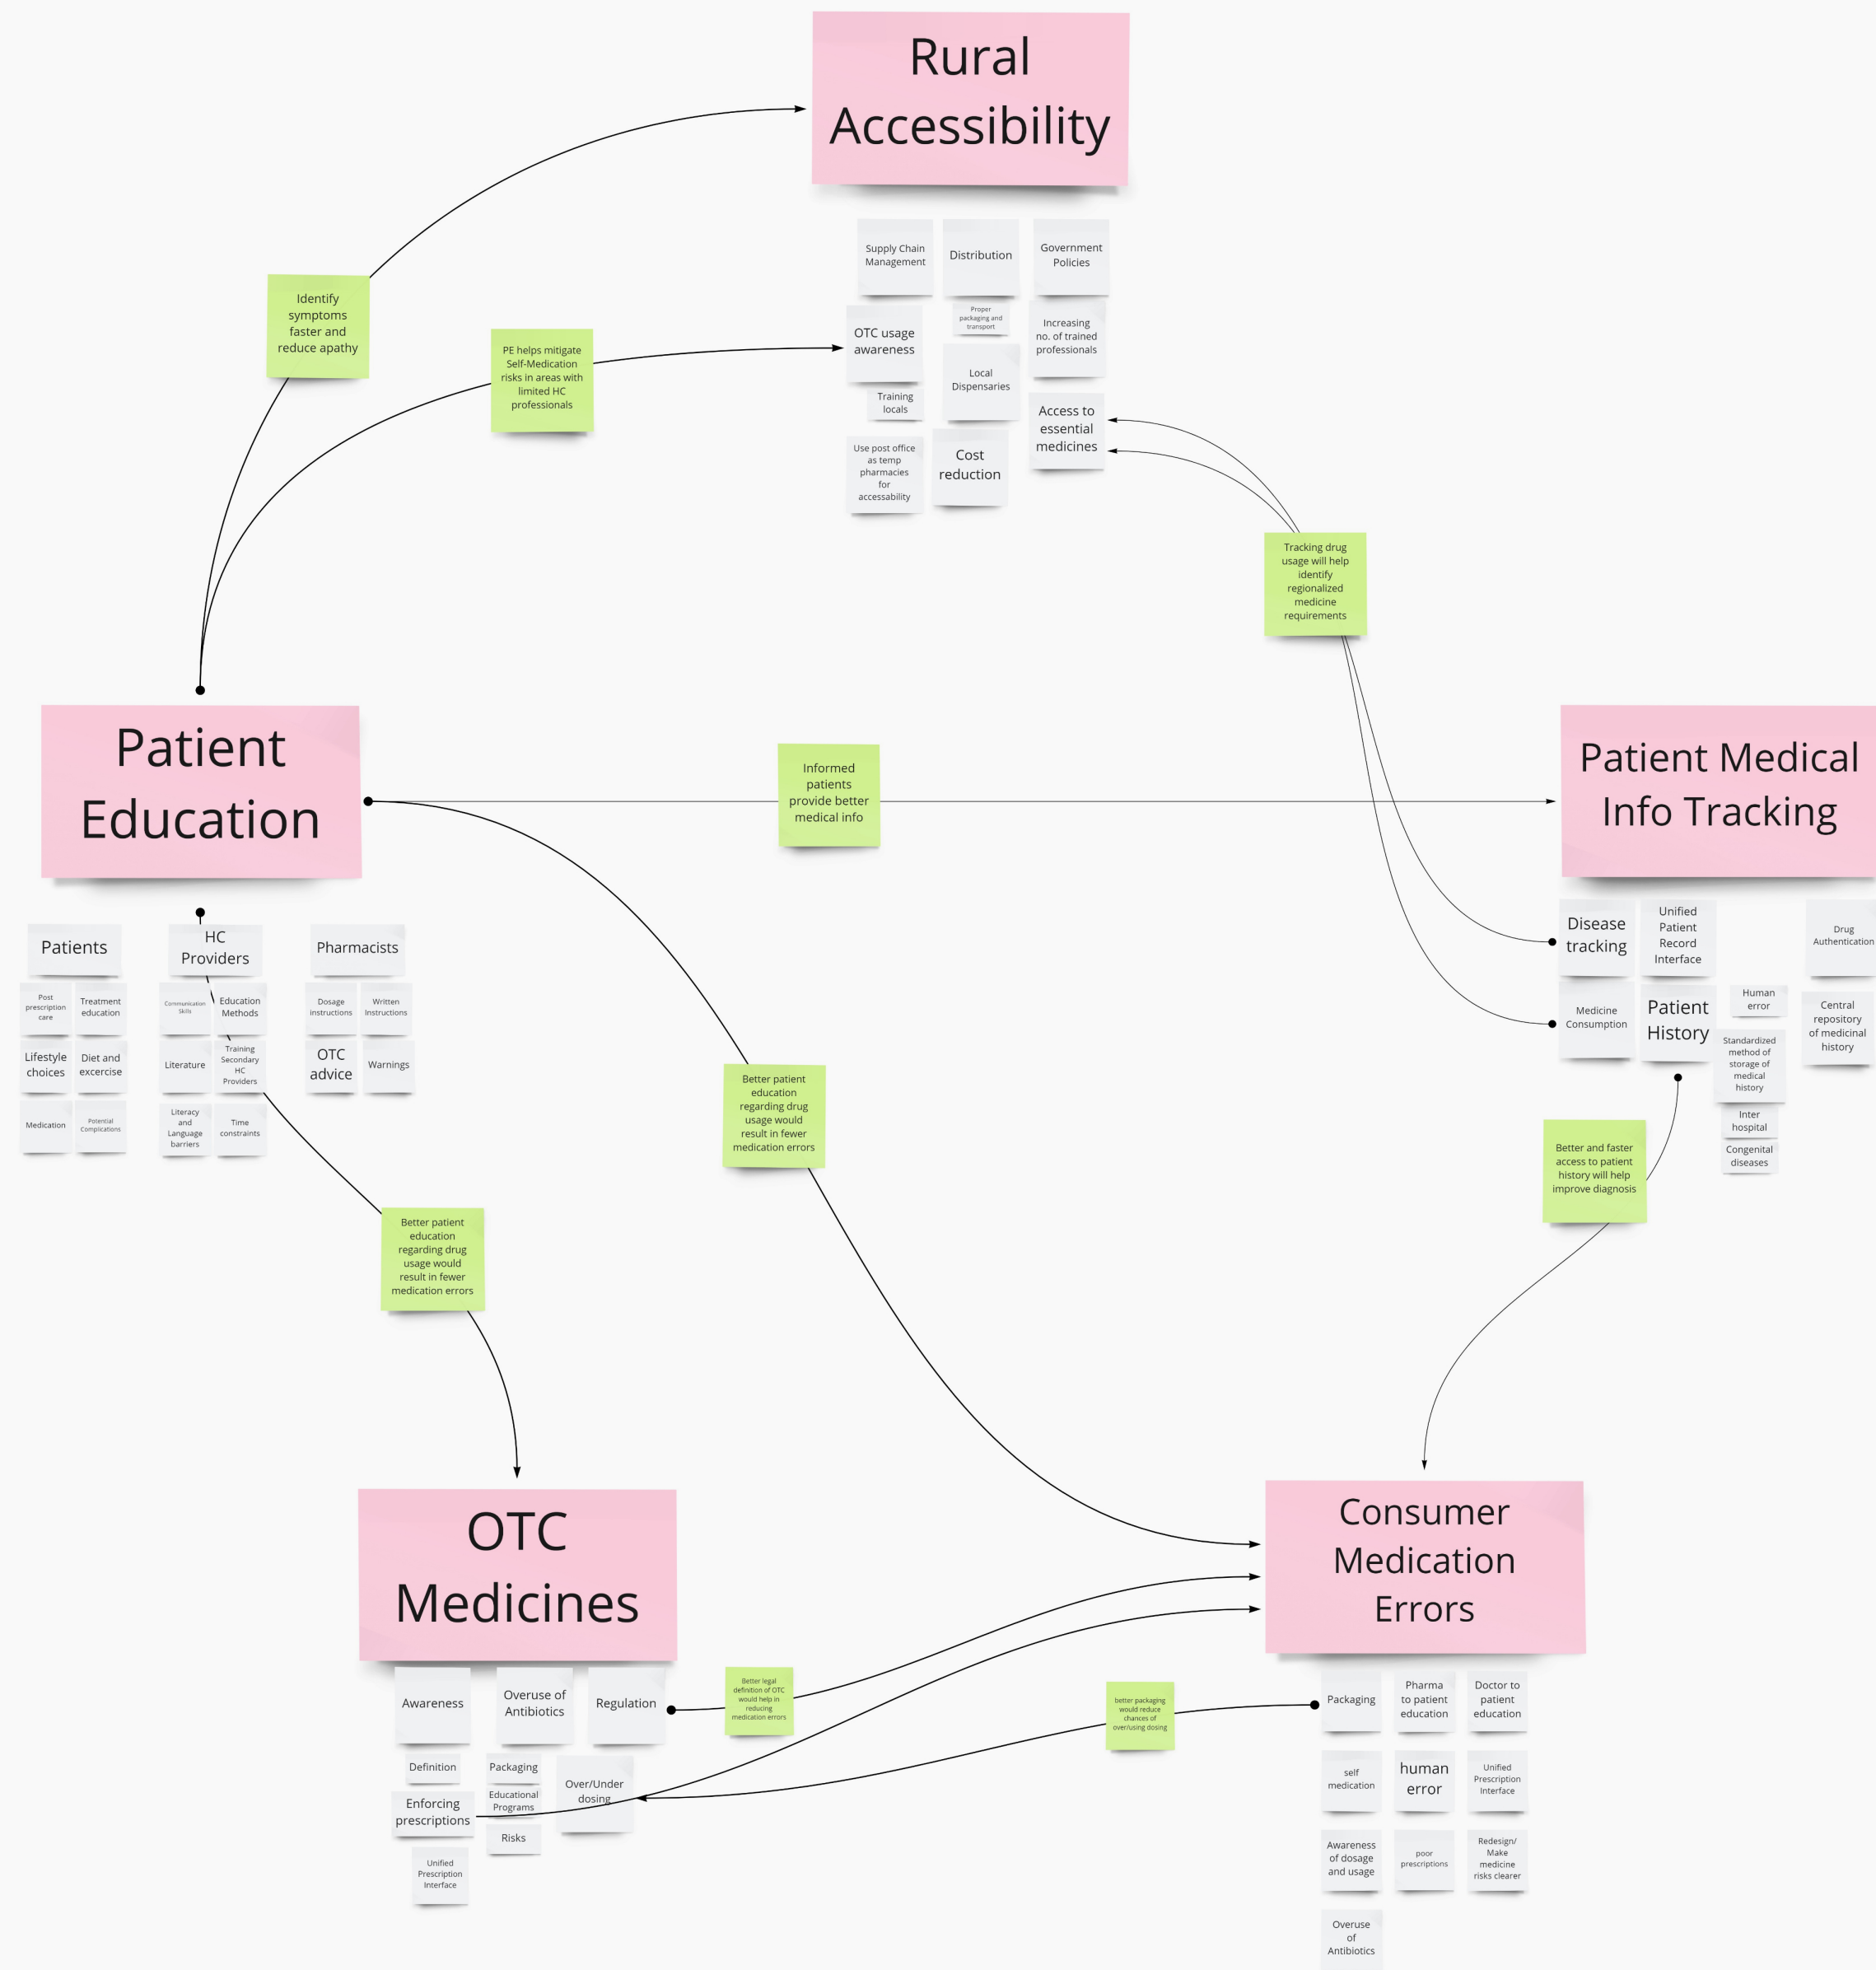 Rural
Accessibility
Supply Chain
Management
Distribution
Government
Policies
OTC usage
awareness
Proper
packaging and
transport
Increasing
no. of trained
professionals
Training
locals
Local
Dispensaries
Access to
essential
medicines
Use post office
as temp
pharmacies
for
accessability
Cost
reduction
Identify
symptoms
faster and
reduce apathy
PE helps mitigate
Self-Medication
risks in areas with
limited HC
professionals
Tracking drug
usage will help
identify
regionalized
medicine
requirements
Patient
Education
Informed
patients
provide better
medical info
Patient Medical
Info Tracking
Patients
Post
prescription
care
Treatment
education
Lifestyle
choices
Diet and
excercise
Medication
Potential
Complications
HC
Providers
Communication
Skills
Education
Methods
Literature
Training
Secondary
HC
Providers
Literacy
and
Language
barriers
Time
constraints
Pharmacists
Dosage
instructions
Written
Instructions
OTC
advice
Warnings
Disease
tracking
Unified
Patient
Record
Interface
Drug
Authentication
Medicine
Consumption
Patient
History
Human
error
Central
repository
of medicinal
history
Standardized
method of
storage of
medical
history
Inter
hospital
Congenital
diseases
Better patient
education
regarding drug
usage would
result in fewer
medication errors
Better and faster
access to patient
history will help
improve diagnosis
Better patient
education
regarding drug
usage would
result in fewer
medication errors
OTC
Medicines
Awareness
Overuse of
Antibiotics
Regulation
Definition
Packaging
Over/Under
dosing
Enforcing
prescriptions
Educational
Programs
Risks
Unified
Prescription
Interface
Better legal
definition of OTC
would help in
reducing
medication errors
better packaging
would reduce
chances of
over/using dosing
Consumer
Medication
Errors
Packaging
Pharma
to patient
education
Doctor to
patient
education
self
medication
human
error
Unified
Prescription
Interface
Awareness
of dosage
and usage
poor
prescriptions
Redesign/
Make
medicine
risks clearer
Overuse
of
Antibiotics